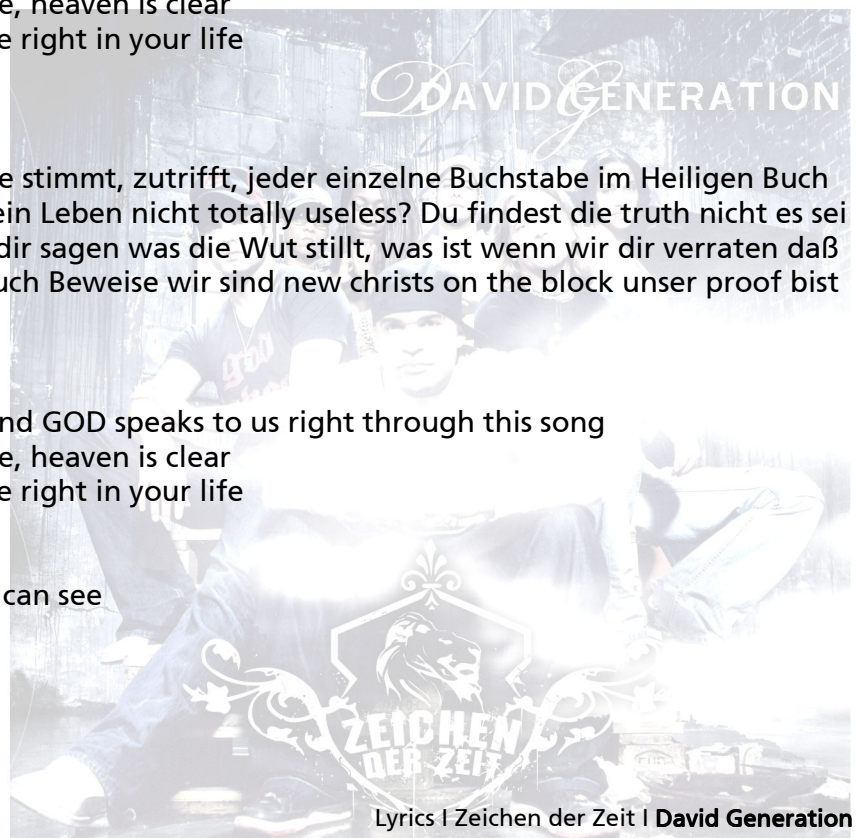 e, heaven is clear
e right in your life
DAVID GENERATION
e stimmt, zutrifft, jeder einzelne Buchstabe im Heiligen Buch
ein Leben nicht totally useless? Du findest die truth nicht es sei
dir sagen was die Wut stillt, was ist wenn wir dir verraten daß
uch Beweise wir sind new christs on the block unser proof bist
god
nd GOD speaks to us right through this song
e, heaven is clear
e right in your life
can see
ZEICHEN
DER ZEIT
Lyrics I Zeichen der Zeit I David Generation